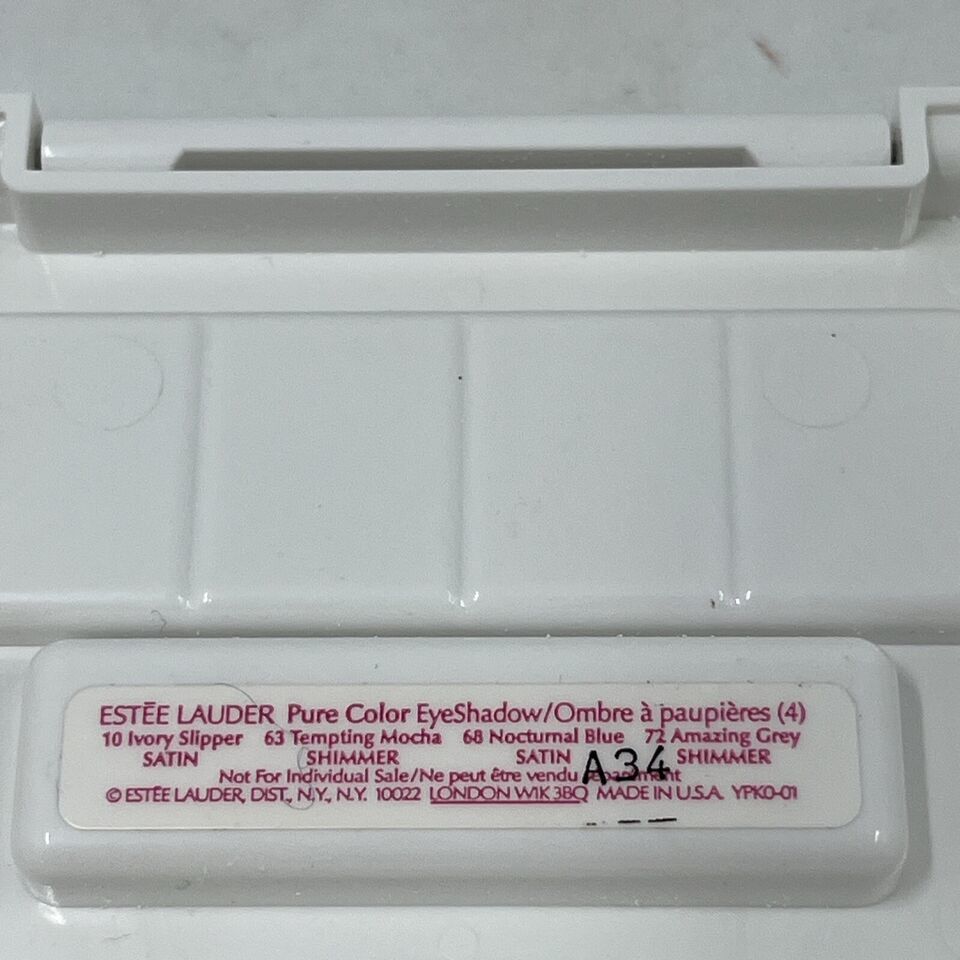 ESTĒE LAUDER Pure Color EyeShadow/Ombre à paupières (4)
10 Ivory Slipper 63 Tempting Mocha 68 Nocturnal Blue 72 Amazing Grey
SATIN SHIMMER SATIN SHIMMER
Not For Individual Sale/Ne peut être vendu
A34
© ESTĒE LAUDER, DIST., N.Y., N.Y. 10022 LONDON W1K 3BQ MADE IN U.S.A. YPK0-01